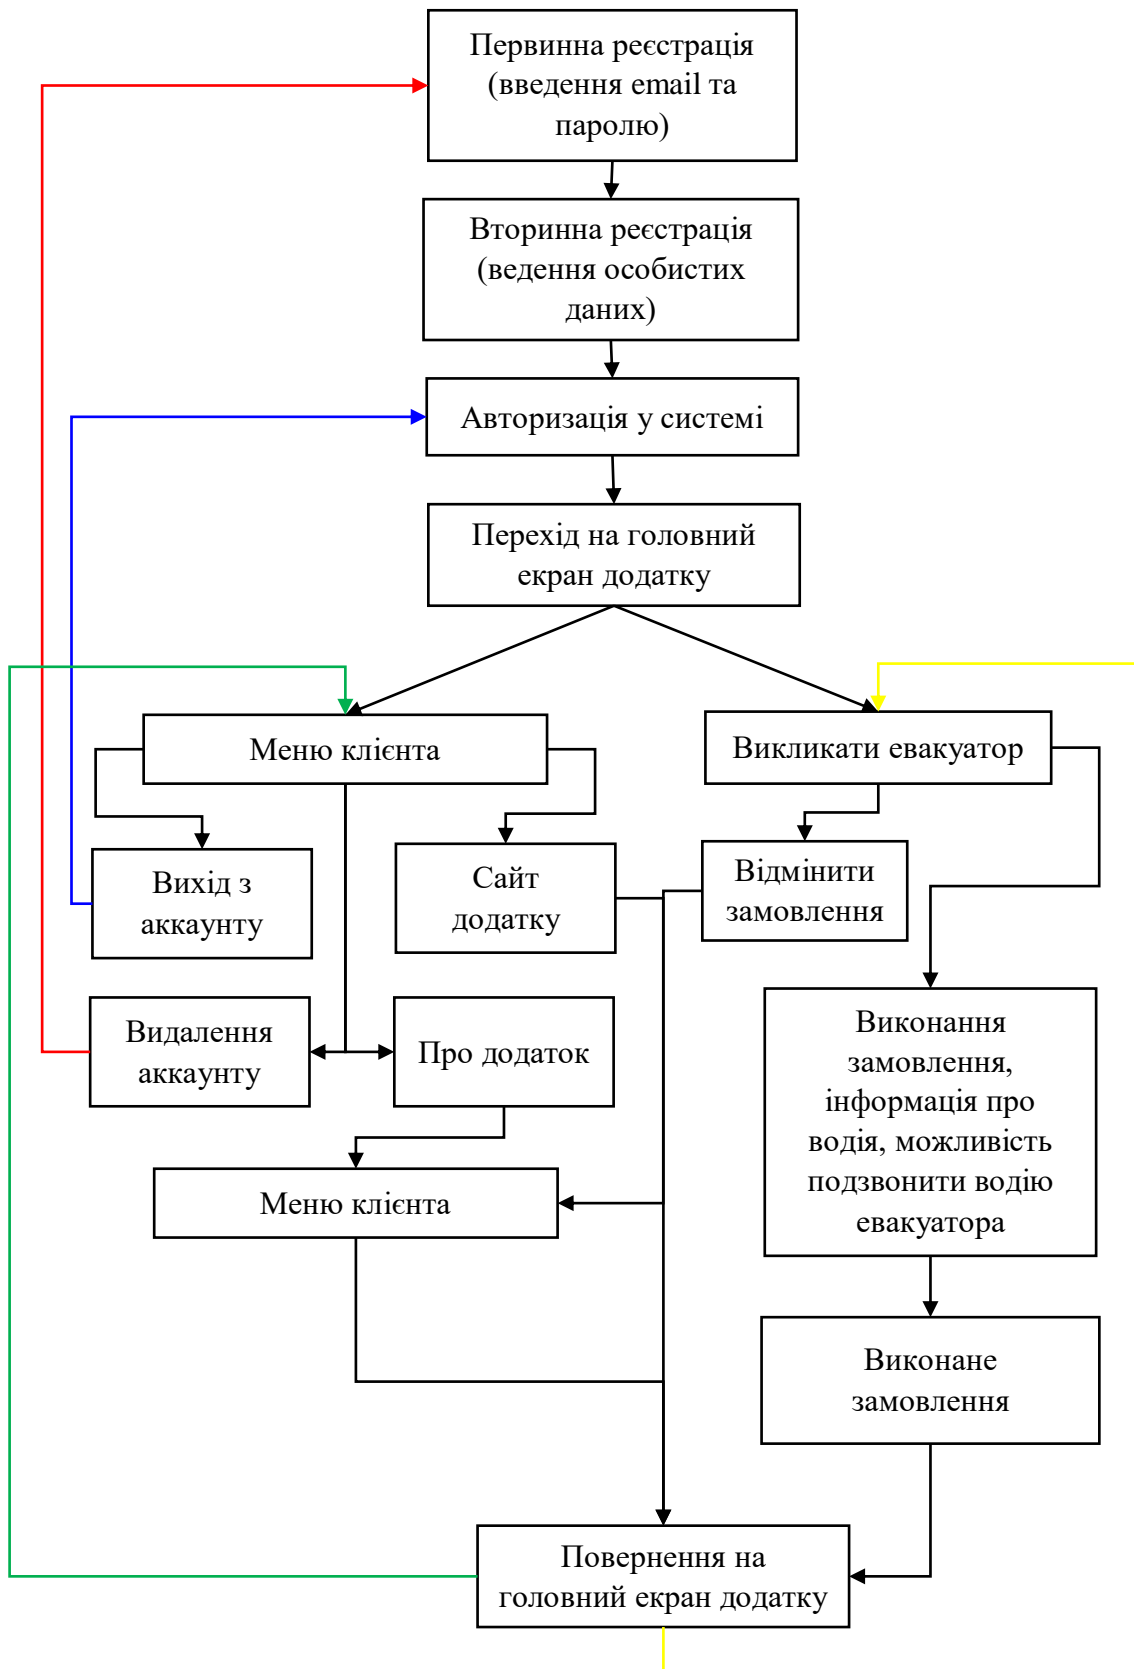 Первинна реєстрація
(введення email та
паролю)
Вторинна реєстрація
(ведення особистих
даних)
Авторизація у системі
Перехід на головний
екран додатку
Меню клієнта
Викликати евакуатор
Вихід з
аккаунту
Сайт
додатку
Відмінити
замовлення
Видалення
аккаунту
Про додаток
Виконання
замовлення,
інформація про
водія, можливість
подзвонити водію
евакуатора
Меню клієнта
Виконане
замовлення
Повернення на
головний екран додатку